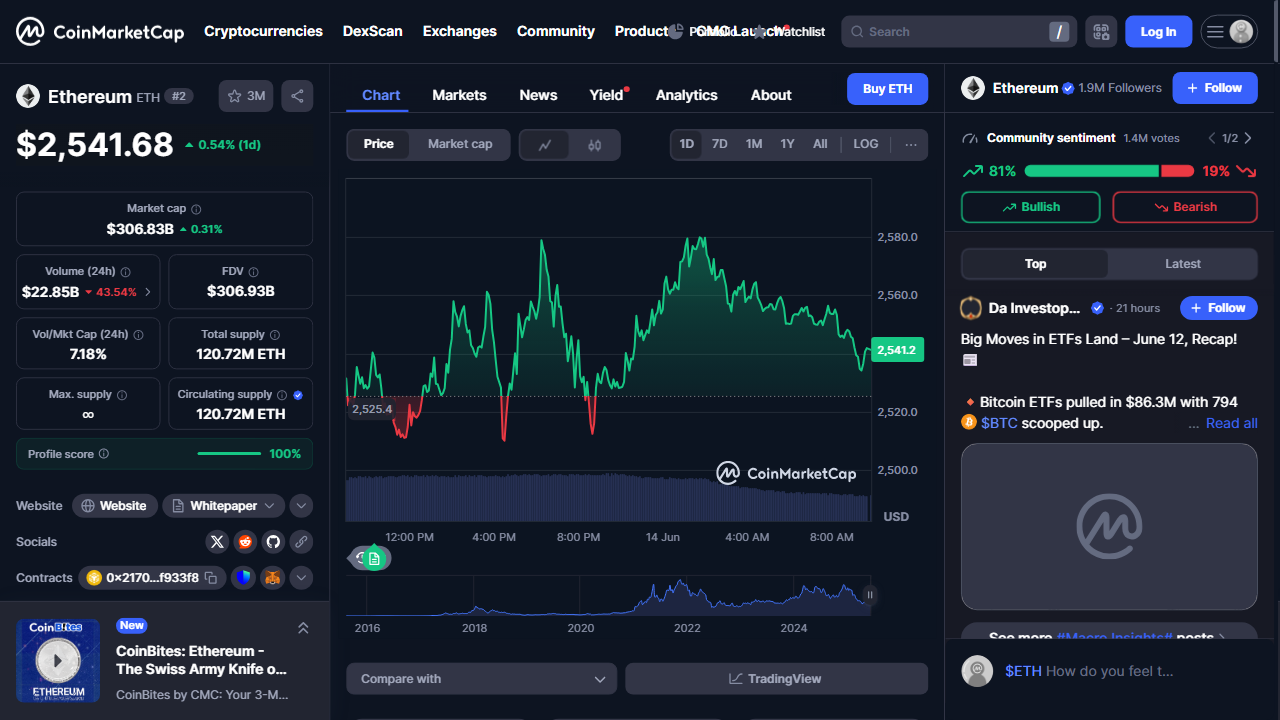 CoinMarketCap
Cryptocurrencies
DexScan
Exchanges
Community
Products
Portfolio
CMC Launch
Watchlist
Search
/
Log In
Ethereum ETH #2
3M
$2,541.68
0.54% (1d)
Market cap
$306.83B 0.31%
Volume (24h)
$22.85B 43.54%
FDV
$306.93B
Vol/Mkt Cap (24h)
7.18%
Total supply
120.72M ETH
Max. supply
∞
Circulating supply
120.72M ETH
Profile score
100%
Website
Website
Whitepaper
Socials
Contracts
0x2170...f933f8
CoinBites
ETHEREUM
New
CoinBites: Ethereum -
The Swiss Army Knife o...
CoinBites by CMC: Your 3-M...
Chart
Markets
News
Yield
Analytics
About
Buy ETH
Price
Market cap
1D
7D
1M
1Y
All
LOG
...
2,580.0
2,560.0
2,541.2
2,525.4
2,520.0
2,500.0
CoinMarketCap
USD
12:00 PM
4:00 PM
8:00 PM
14 Jun
4:00 AM
8:00 AM
2016
2018
2020
2022
2024
Compare with
TradingView
Ethereum
1.9M Followers
+ Follow
Community sentiment 1.4M votes
1/2
81%
19%
Bullish
Bearish
Top
Latest
Da Investop...
· 21 hours
+ Follow
Big Moves in ETFs Land – June 12, Recap!
Bitcoin ETFs pulled in $86.3M with 794
$BTC scooped up.
... Read all
See more #Macro Insights# posts
$ETH How do you feel t...